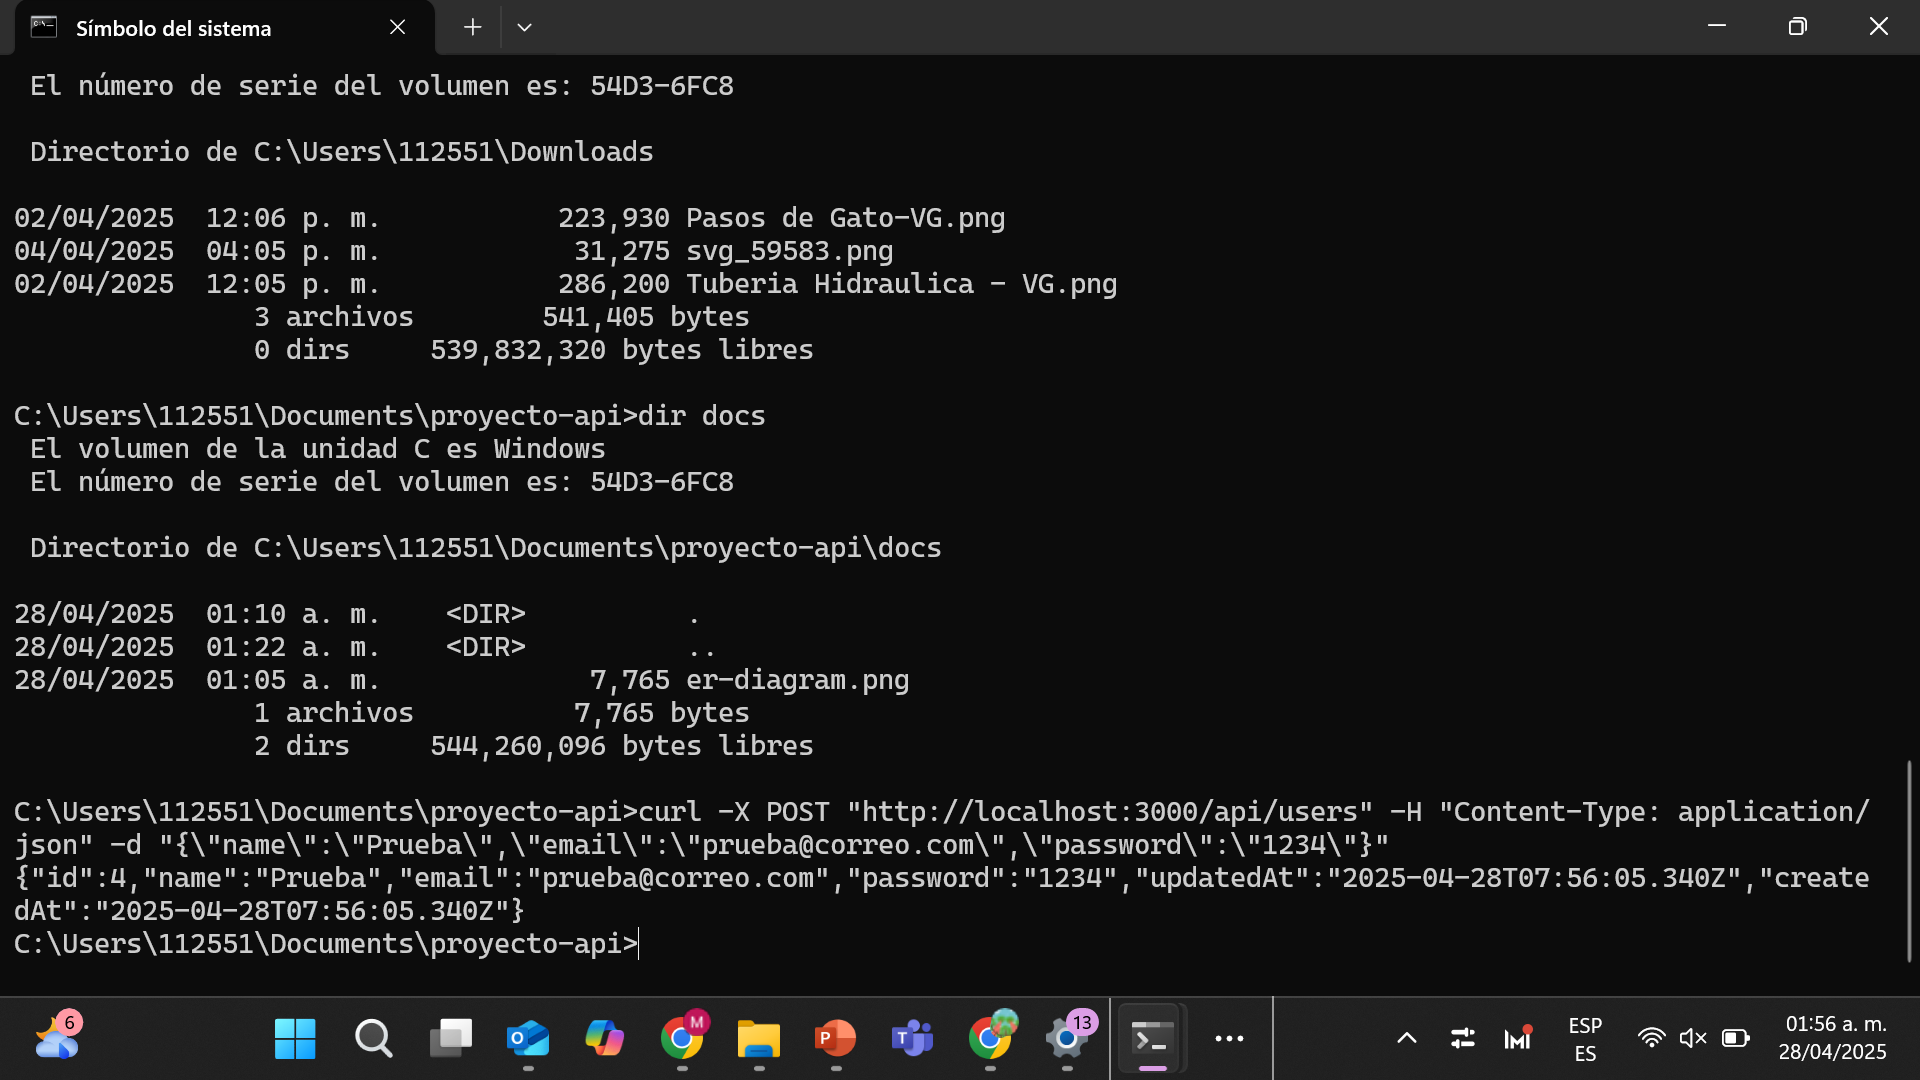 Símbolo del sistema
El número de serie del volumen es: 54D3-6FC8
Directorio de C:\Users\112551\Downloads
02/04/2025  12:06 p. m.           223,930 Pasos de Gato-VG.png
04/04/2025  04:05 p. m.            31,275 svg_59583.png
02/04/2025  12:05 p. m.           286,200 Tuberia Hidraulica - VG.png
3 archivos        541,405 bytes
0 dirs     539,832,320 bytes libres
C:\Users\112551\Documents\proyecto-api>dir docs
El volumen de la unidad C es Windows
El número de serie del volumen es: 54D3-6FC8
Directorio de C:\Users\112551\Documents\proyecto-api\docs
28/04/2025  01:10 a. m.    <DIR>          .
28/04/2025  01:22 a. m.    <DIR>          ..
28/04/2025  01:05 a. m.             7,765 er-diagram.png
1 archivos          7,765 bytes
2 dirs     544,260,096 bytes libres
C:\Users\112551\Documents\proyecto-api>curl -X POST "http://localhost:3000/api/users" -H "Content-Type: application/
json" -d "{\"name\":\"Prueba\",\"email\":\"prueba@correo.com\",\"password\":\"1234\"}"
{"id":4,"name":"Prueba","email":"prueba@correo.com","password":"1234","updatedAt":"2025-04-28T07:56:05.340Z","create
dAt":"2025-04-28T07:56:05.340Z"}
C:\Users\112551\Documents\proyecto-api>
6
O
M
P
T
13
ESP
ES
01:56 a. m.
28/04/2025